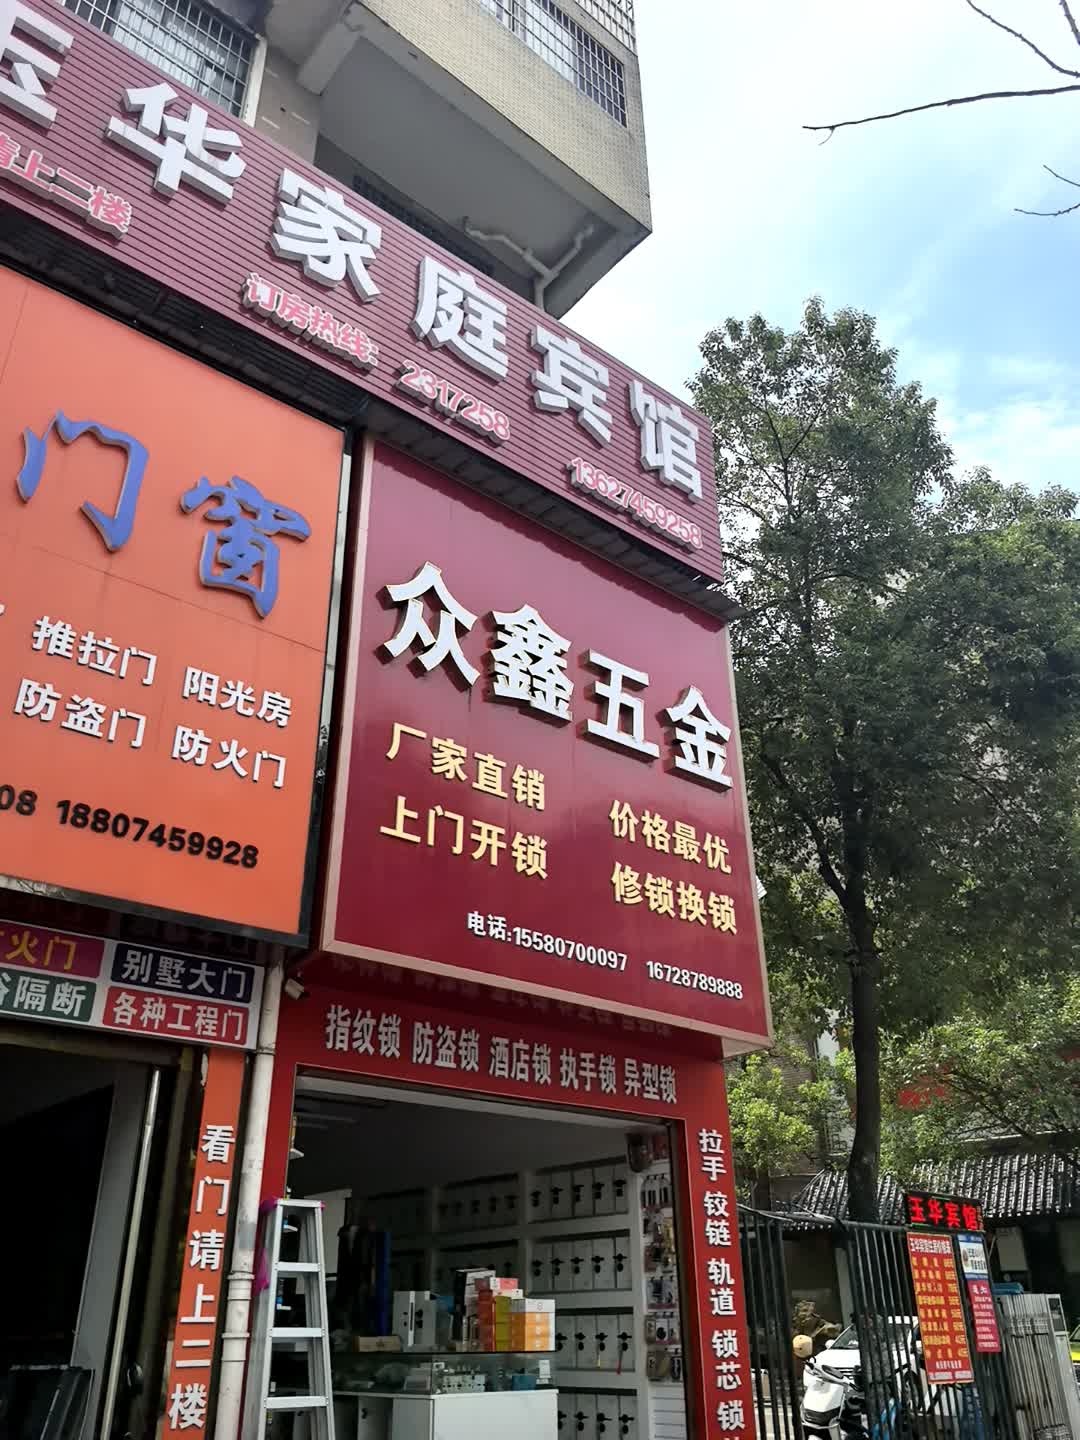 玉华家庭宾馆
请上二楼
订房热线: 2317258
13627459258
门窗
推拉门 阳光房
防盗门 防火门
08 18807459928
众鑫五金
厂家直销 价格最优
上门开锁 修锁换锁
电话:15580700097 16728789888
火门
别墅大门
隔断
各种工程门
指纹锁 防盗锁 酒店锁 执手锁 异型锁
看门请上二楼
拉手 铰链 轨道 锁芯 锁
玉华宾馆